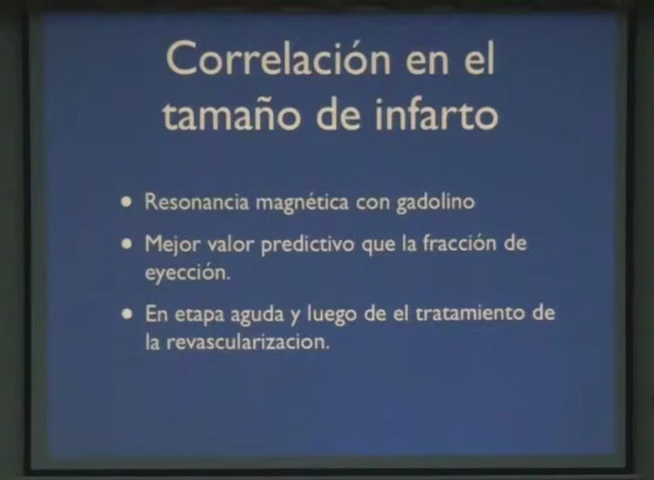 Correlación en el
tamaño de infarto
• Resonancia magnética con gadolino
• Mejor valor predictivo que la fracción de
eyección.
• En etapa aguda y luego de el tratamiento de
la revascularizacion.